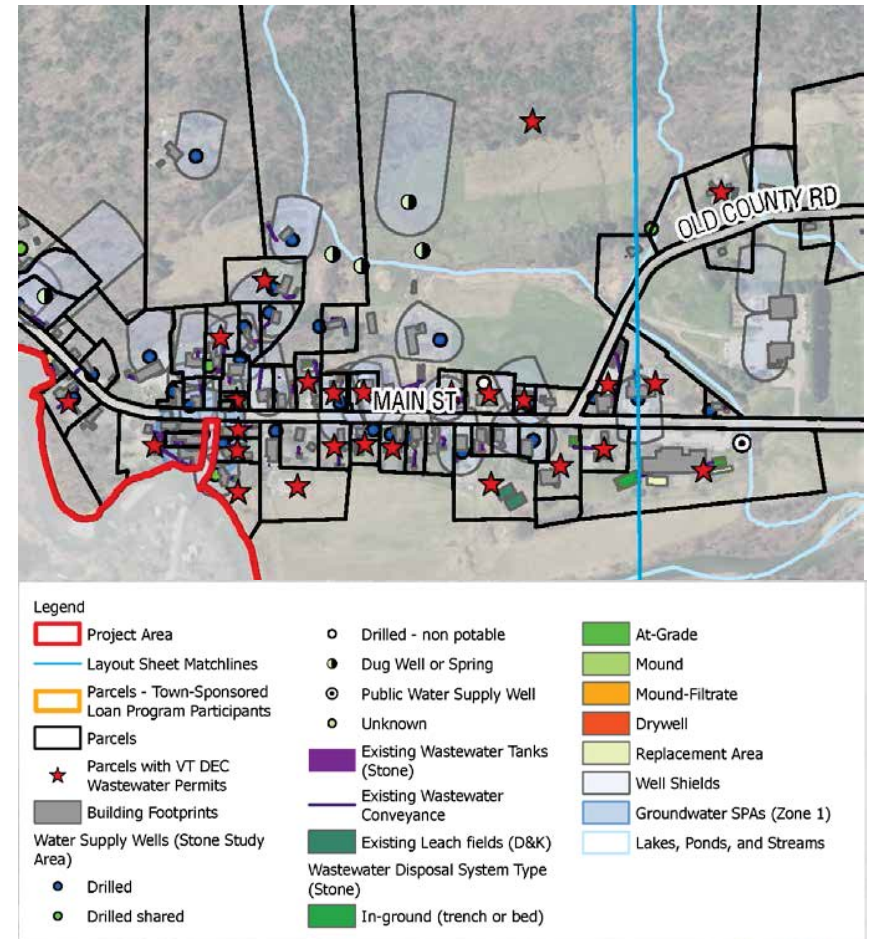 OLD COUNTY RD
MAIN ST
Legend
Project Area
Layout Sheet Matchlines
Parcels - Town-Sponsored
Loan Program Participants
Parcels
Parcels with VT DEC
Wastewater Permits
Building Footprints
Water Supply Wells (Stone Study
Area)
Drilled
Drilled shared
Drilled - non potable
Dug Well or Spring
Public Water Supply Well
Unknown
Existing Wastewater Tanks
(Stone)
Existing Wastewater
Conveyance
Existing Leach fields (D&K)
Wastewater Disposal System Type
(Stone)
In-ground (trench or bed)
At-Grade
Mound
Mound-Filtrate
Drywell
Replacement Area
Well Shields
Groundwater SPAs (Zone 1)
Lakes, Ponds, and Streams